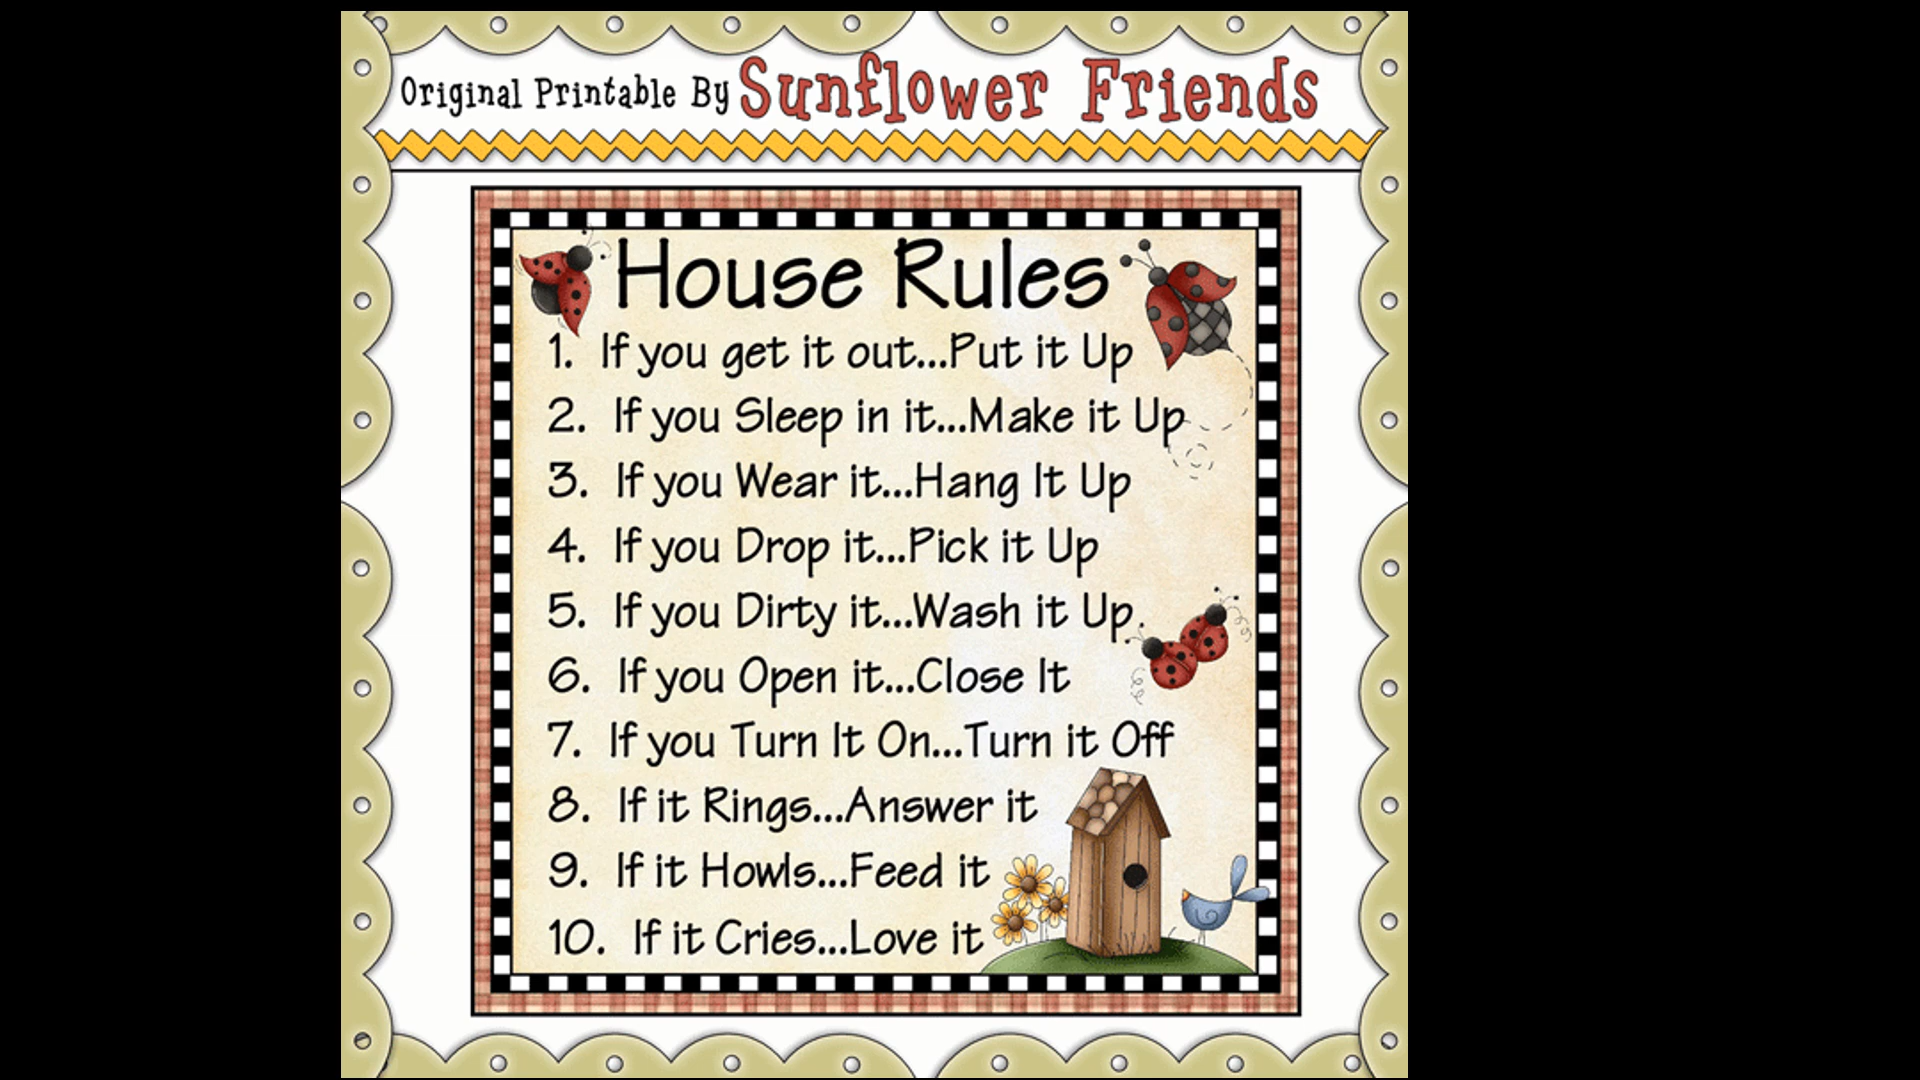 Original Printable By Sunflower Friends
House Rules
1. If you get it out...Put it Up
2. If you Sleep in it...Make it Up
3. If you Wear it...Hang It Up
4. If you Drop it...Pick it Up
5. If you Dirty it...Wash it Up.
6. If you Open it...Close It
7. If you Turn It On...Turn it Off
8. If it Rings...Answer it
9. If it Howls...Feed it
10. If it Cries...Love it